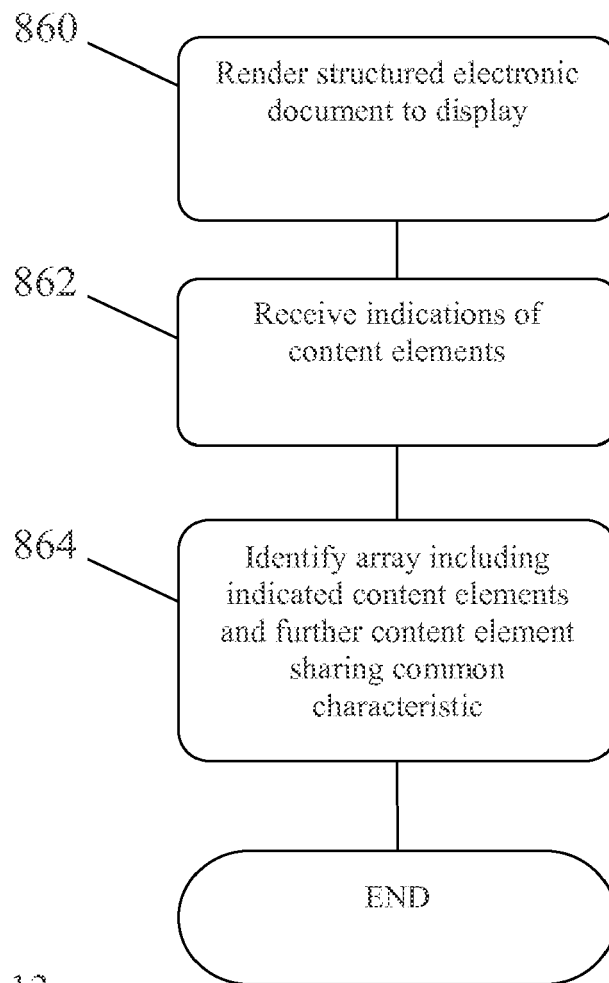 860
Render structured electronic
document to display
862
Receive indications of
content elements
864
Identify array including
indicated content elements
and further content element
sharing common
characteristic
END